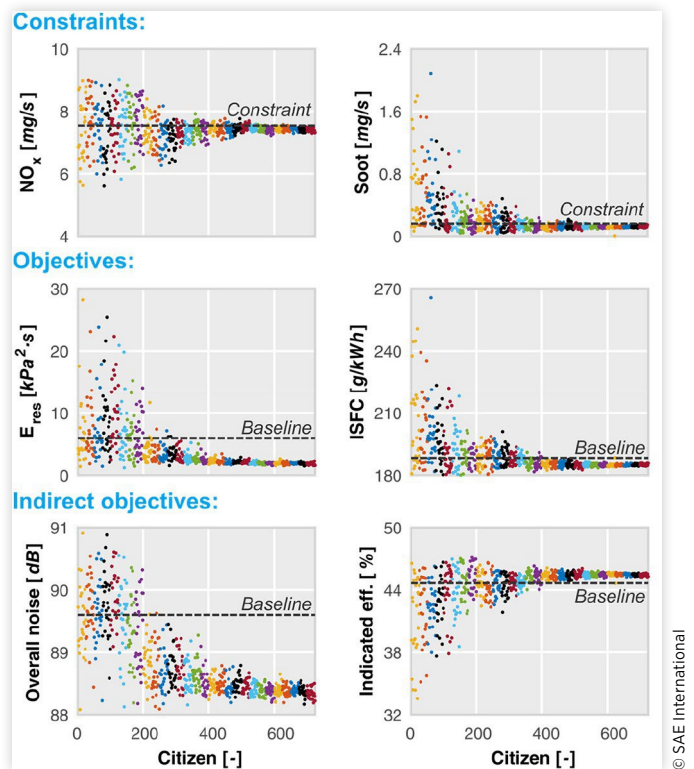 Constraints:
10
8
6
4
NOx [mg/s]
Constraint
2.4
1.6
0.8
0
Soot [mg/s]
Constraint
Objectives:
30
20
10
0
Eres [kPa²·s]
Baseline
270
240
210
180
ISFC [g/kWh]
Baseline
Indirect objectives:
91
90
89
88
Overall noise [dB]
Baseline
0 200 400 600
Citizen [-]
50
44
38
32
Indicated eff. [%]
Baseline
0 200 400 600
Citizen [-]
© SAE International